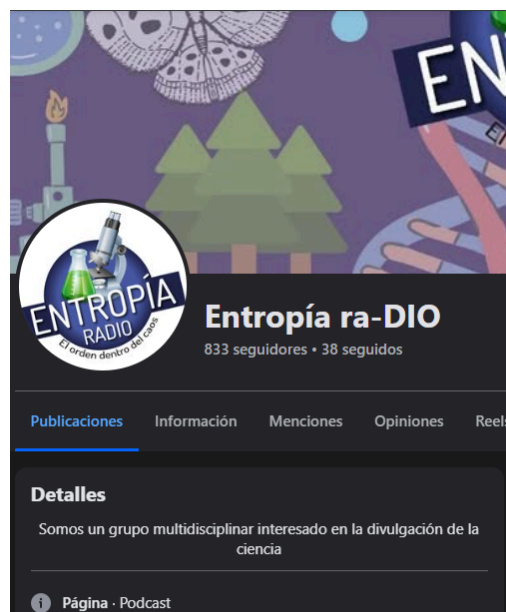 EN
ENTROPÍA
RADIO
El orden dentro del caos
Entropía ra-DIO
833 seguidores • 38 seguidos
Publicaciones
Información
Menciones
Opiniones
Reels
Detalles
Somos un grupo multidisciplinar interesado en la divulgación de la
ciencia
Página · Podcast